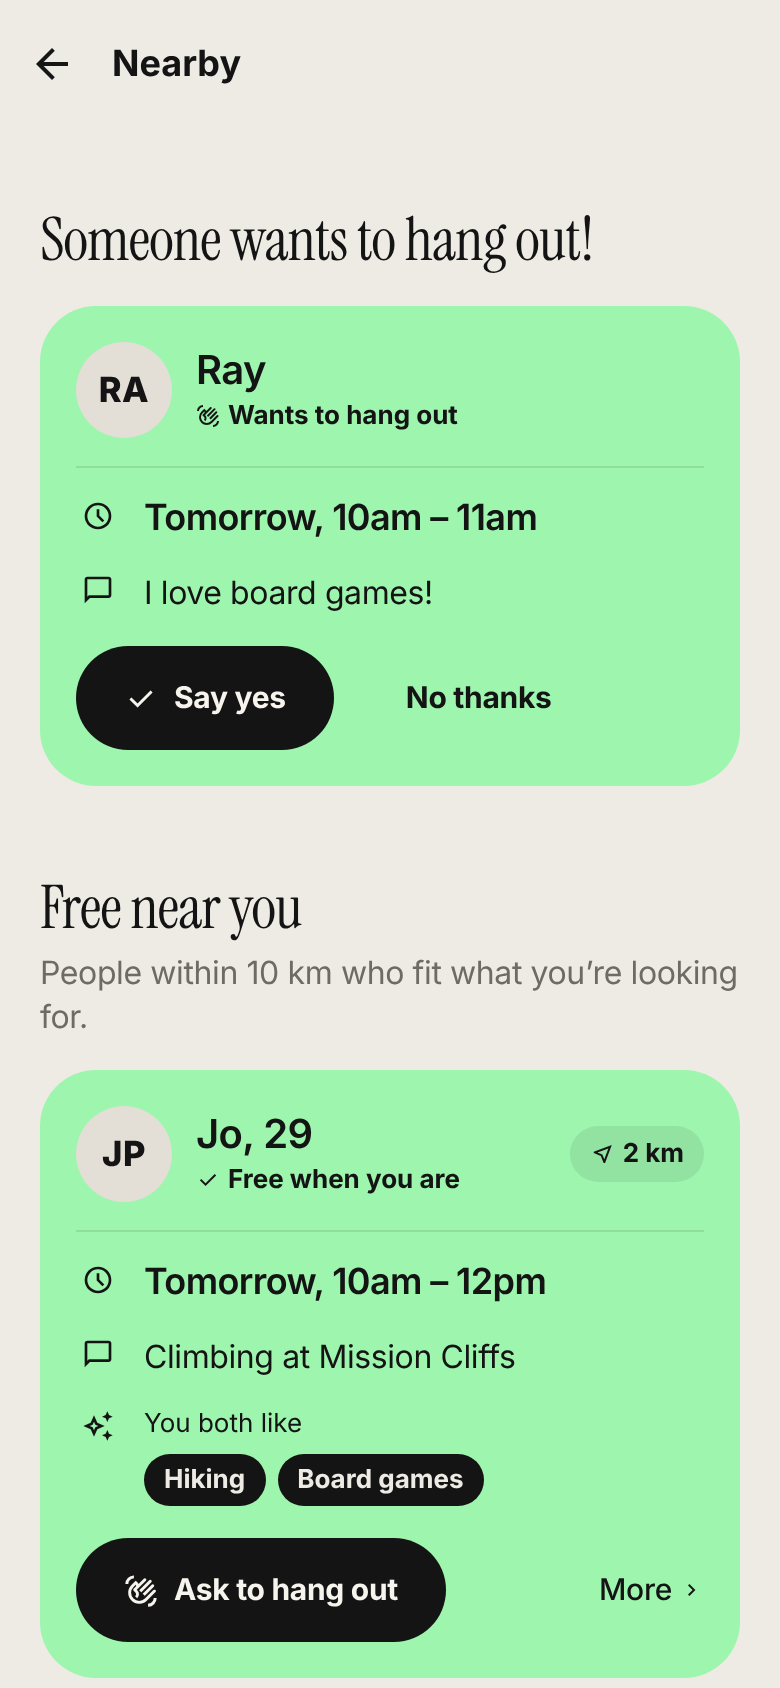 Nearby
Someone wants to hang out!
RA
Ray
Wants to hang out
Tomorrow, 10am – 11am
I love board games!
Say yes
No thanks
Free near you
People within 10 km who fit what you’re looking
for.
JP
Jo, 29
Free when you are
2 km
Tomorrow, 10am – 12pm
Climbing at Mission Cliffs
You both like
Hiking
Board games
Ask to hang out
More